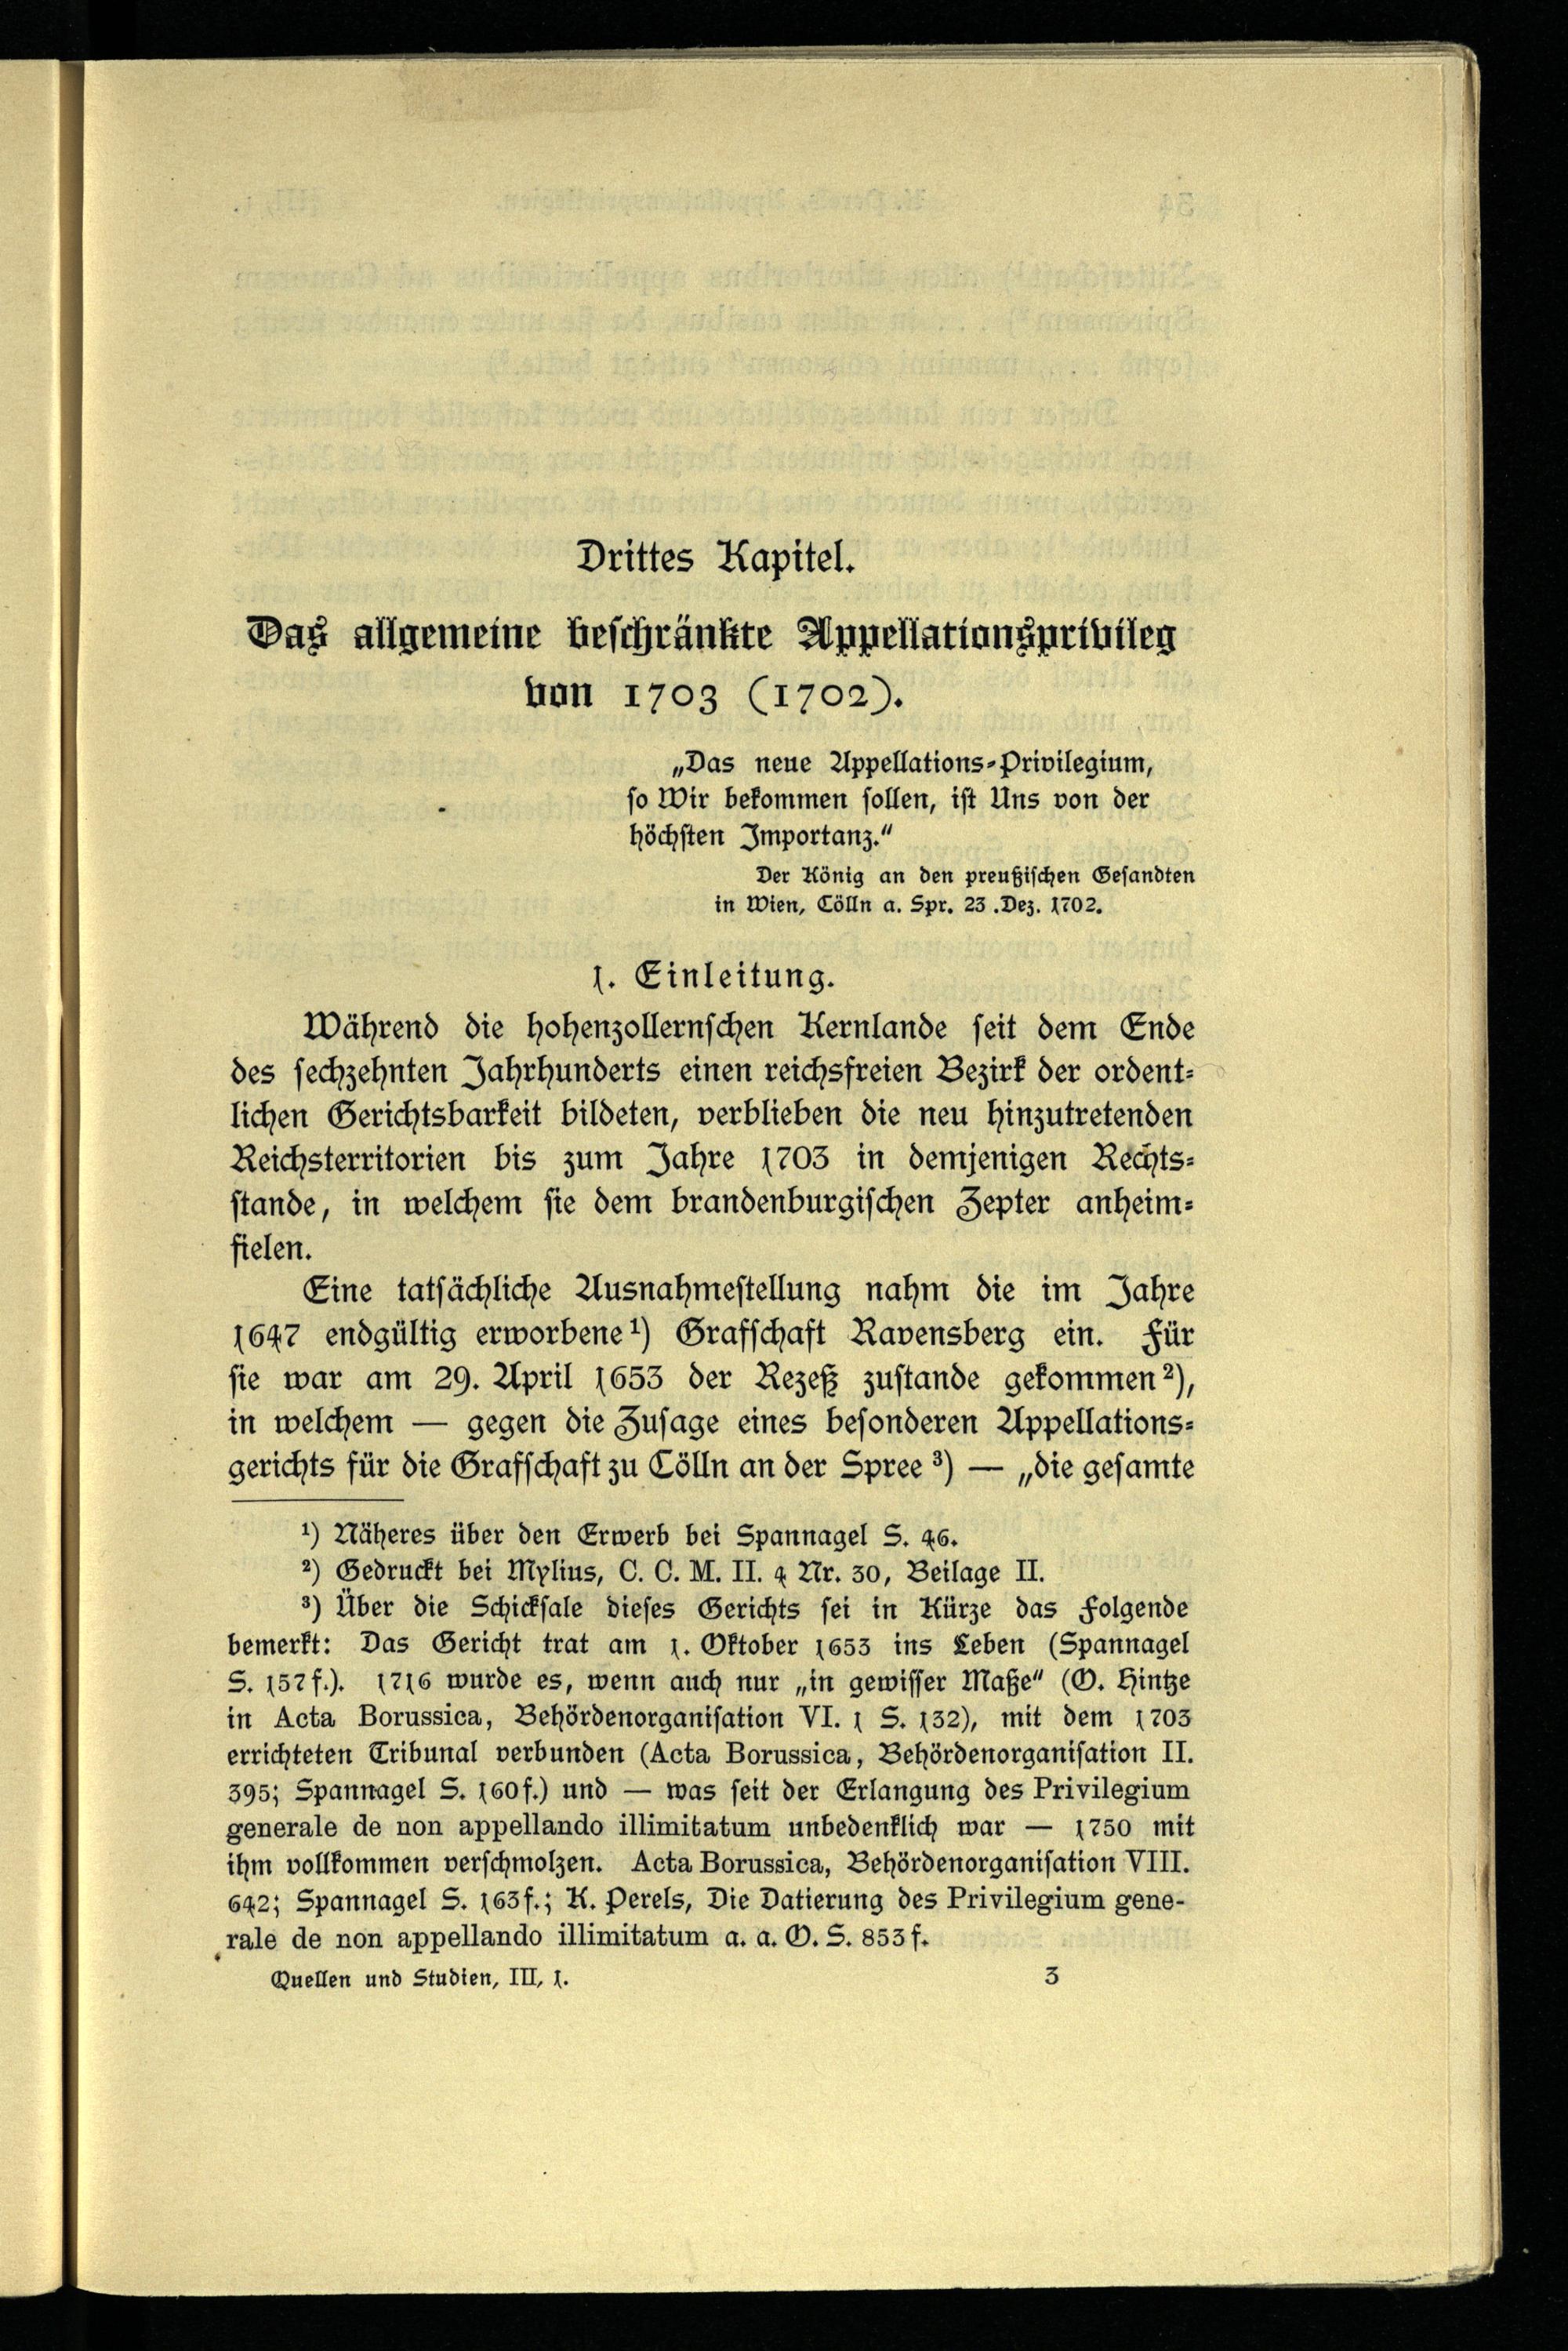 Drittes Kapitel.
Das allgemeine beschränkte Appellationsprivileg
von 1703 (1702).
„Das neue Appellations-Privilegium,
so Wir bekommen sollen, ist Uns von der
höchsten Importanz.“
Der König an den preußischen Gesandten
in Wien, Cölln a. Spr. 23 .Dez. 1702.
1. Einleitung.
Während die hohenzollernschen Kernlande seit dem Ende
des sechzehnten Jahrhunderts einen reichsfreien Bezirk der ordent-
lichen Gerichtsbarkeit bildeten, verblieben die neu hinzutretenden
Reichsterritorien bis zum Jahre 1703 in demjenigen Rechts-
stande, in welchem sie dem brandenburgischen Zepter anheim-
fielen.
Eine tatsächliche Ausnahmestellung nahm die im Jahre
1647 endgültig erworbene¹) Grafschaft Ravensberg ein. Für
sie war am 29. April 1653 der Rezeß zustande gekommen²),
in welchem — gegen die Zusage eines besonderen Appellations-
gerichts für die Grafschaft zu Cölln an der Spree³) — „die gesamte
¹) Näheres über den Erwerb bei Spannagel S. 46.
²) Gedruckt bei Mylius, C. C. M. II. 4 Nr. 30, Beilage II.
³) Über die Schicksale dieses Gerichts sei in Kürze das Folgende
bemerkt: Das Gericht trat am 1. Oktober 1653 ins Leben (Spannagel
S. 157f.). 1716 wurde es, wenn auch nur „in gewisser Maße“ (O. Hintze
in Acta Borussica, Behördenorganisation VI. 1 S. 132), mit dem 1703
errichteten Tribunal verbunden (Acta Borussica, Behördenorganisation II.
395; Spannagel S. 160f.) und — was seit der Erlangung des Privilegium
generale de non appellando illimitatum unbedenklich war — 1750 mit
ihm vollkommen verschmolzen. Acta Borussica, Behördenorganisation VIII.
642; Spannagel S. 163f.; K. Perels, Die Datierung des Privilegium gene-
rale de non appellando illimitatum a. a. O. S. 853f.
Quellen und Studien, III, 1. 3